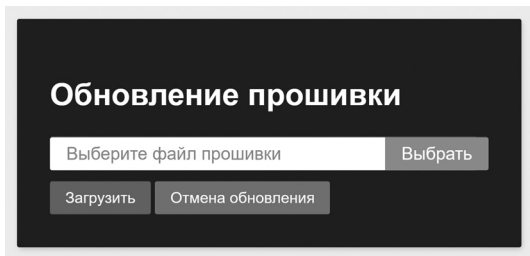 Обновление прошивки
Выберите файл прошивки Выбрать
Загрузить Отмена обновления